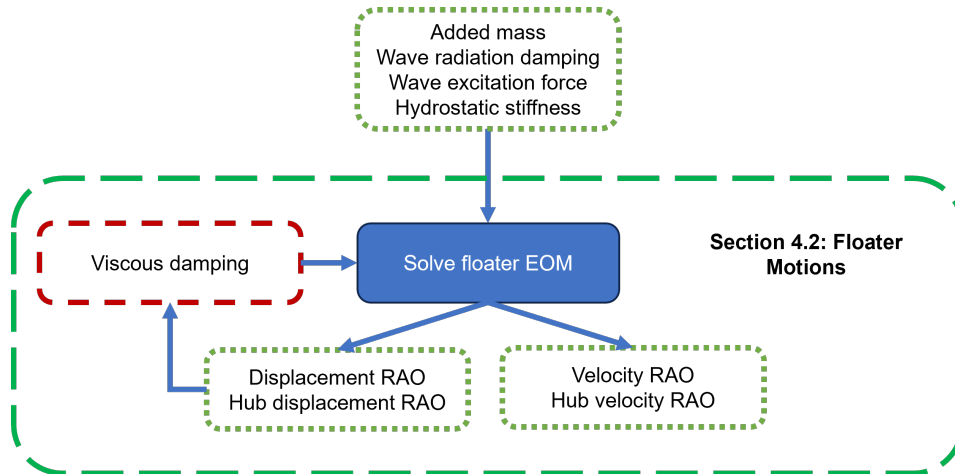 Added mass
Wave radiation damping
Wave excitation force
Hydrostatic stiffness
Viscous damping
Solve floater EOM
Section 4.2: Floater
Motions
Displacement RAO
Hub displacement RAO
Velocity RAO
Hub velocity RAO